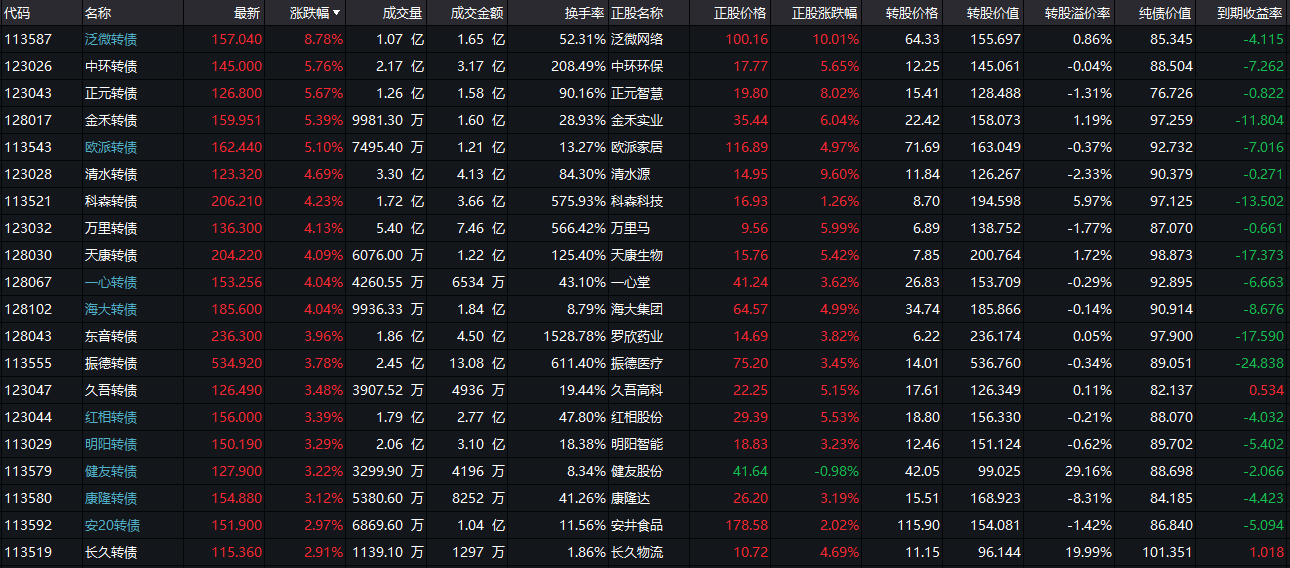 代码 名称 最新 涨跌幅 成交量 成交金额 换手率 正股名称 正股价格 正股涨跌幅 转股价格 转股价值 转股溢价率 纯债价值 到期收益率
113587 泛微转债 157.040 8.78% 1.07 亿 1.65 亿 52.31% 泛微网络 100.16 10.01% 64.33 155.697 0.86% 85.345 -4.115
123026 中环转债 145.000 5.76% 2.17 亿 3.17 亿 208.49% 中环环保 17.77 5.65% 12.25 145.061 -0.04% 88.504 -7.262
123043 正元转债 126.800 5.67% 1.26 亿 1.58 亿 90.16% 正元智慧 19.80 8.02% 15.41 128.488 -1.31% 76.726 -0.822
128017 金禾转债 159.951 5.39% 9981.30 万 1.60 亿 28.93% 金禾实业 35.44 6.04% 22.42 158.073 1.19% 97.259 -11.804
113543 欧派转债 162.440 5.10% 7495.40 万 1.21 亿 13.27% 欧派家居 116.89 4.97% 71.69 163.049 -0.37% 92.732 -7.016
123028 清水转债 123.320 4.69% 3.30 亿 4.13 亿 84.30% 清水源 14.95 9.60% 11.84 126.267 -2.33% 90.379 -0.271
113521 科森转债 206.210 4.23% 1.72 亿 3.66 亿 575.93% 科森科技 16.93 1.26% 8.70 194.598 5.97% 97.125 -13.502
123032 万里转债 136.300 4.13% 5.40 亿 7.46 亿 566.42% 万里马 9.56 5.99% 6.89 138.752 -1.77% 87.070 -0.661
128030 天康转债 204.220 4.09% 6076.00 万 1.22 亿 125.40% 天康生物 15.76 5.42% 7.85 200.764 1.72% 98.873 -17.373
128067 一心转债 153.256 4.04% 4260.55 万 6534 万 43.10% 一心堂 41.24 3.62% 26.83 153.709 -0.29% 92.895 -6.663
128102 海大转债 185.600 4.04% 9936.33 万 1.84 亿 8.79% 海大集团 64.57 4.99% 34.74 185.866 -0.14% 90.914 -8.676
128043 东音转债 236.300 3.96% 1.86 亿 4.50 亿 1528.78% 罗欣药业 14.69 3.82% 6.22 236.174 0.05% 97.900 -17.590
113555 振德转债 534.920 3.78% 2.45 亿 13.08 亿 611.40% 振德医疗 75.20 3.45% 14.01 536.760 -0.34% 89.051 -24.838
123047 久吾转债 126.490 3.48% 3907.52 万 4936 万 19.44% 久吾高科 22.25 5.15% 17.61 126.349 0.11% 82.137 0.534
123044 红相转债 156.000 3.39% 1.79 亿 2.77 亿 47.80% 红相股份 29.39 5.53% 18.80 156.330 -0.21% 88.070 -4.032
113029 明阳转债 150.190 3.29% 2.06 亿 3.10 亿 18.38% 明阳智能 18.83 3.23% 12.46 151.124 -0.62% 89.702 -5.402
113579 健友转债 127.900 3.22% 3299.90 万 4196 万 8.34% 健友股份 41.64 -0.98% 42.05 99.025 29.16% 88.698 -2.066
113580 康隆转债 154.880 3.12% 5380.60 万 8252 万 41.26% 康隆达 26.20 3.19% 15.51 168.923 -8.31% 84.185 -4.423
113592 安20转债 151.900 2.97% 6869.60 万 1.04 亿 11.56% 安井食品 178.58 2.02% 115.90 154.081 -1.42% 86.840 -5.094
113519 长久转债 115.360 2.91% 1139.10 万 1297 万 1.86% 长久物流 10.72 4.69% 11.15 96.144 19.99% 101.351 1.018